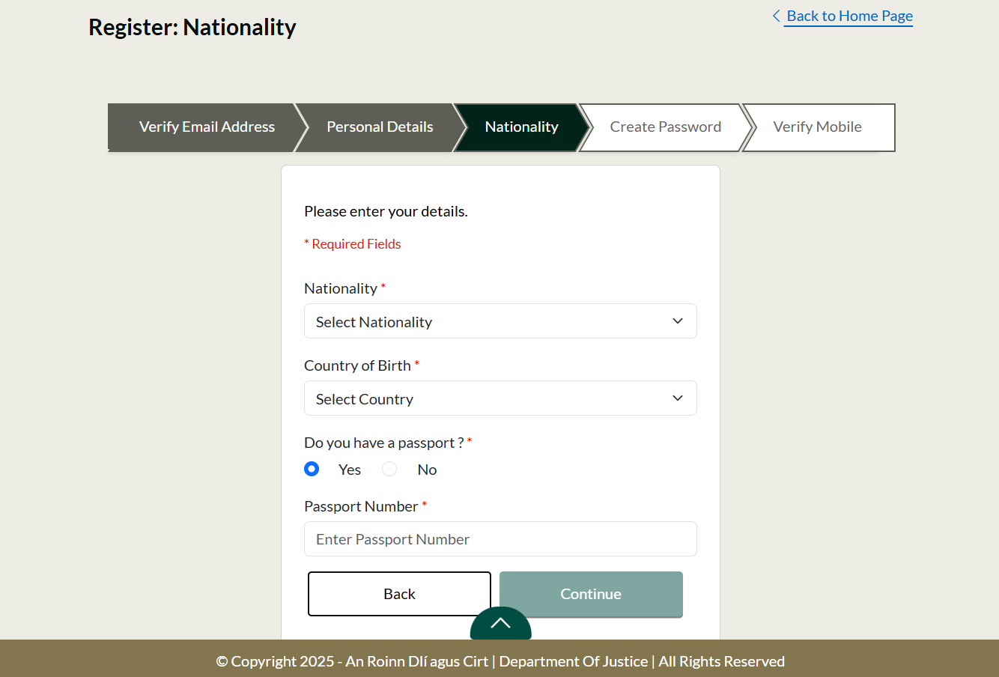 Register: Nationality
Back to Home Page
Verify Email Address
Personal Details
Nationality
Create Password
Verify Mobile
Please enter your details.
* Required Fields
Nationality *
Select Nationality
Country of Birth *
Select Country
Do you have a passport ? *
Yes
No
Passport Number *
Enter Passport Number
Back
Continue
© Copyright 2025 - An Roinn Dlí agus Cirt | Department Of Justice | All Rights Reserved